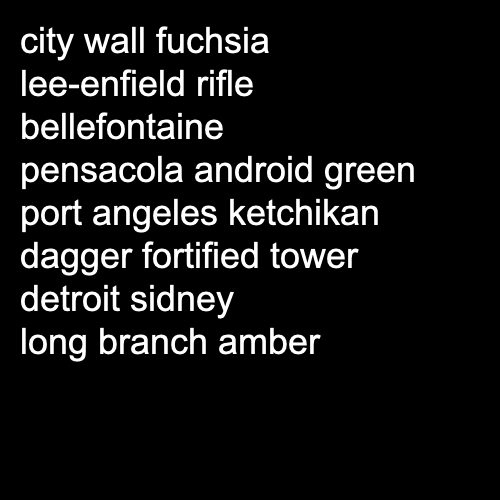 city wall fuchsia
lee-enfield rifle
bellefontaine
pensacola android green
port angeles ketchikan
dagger fortified tower
detroit sidney
long branch amber